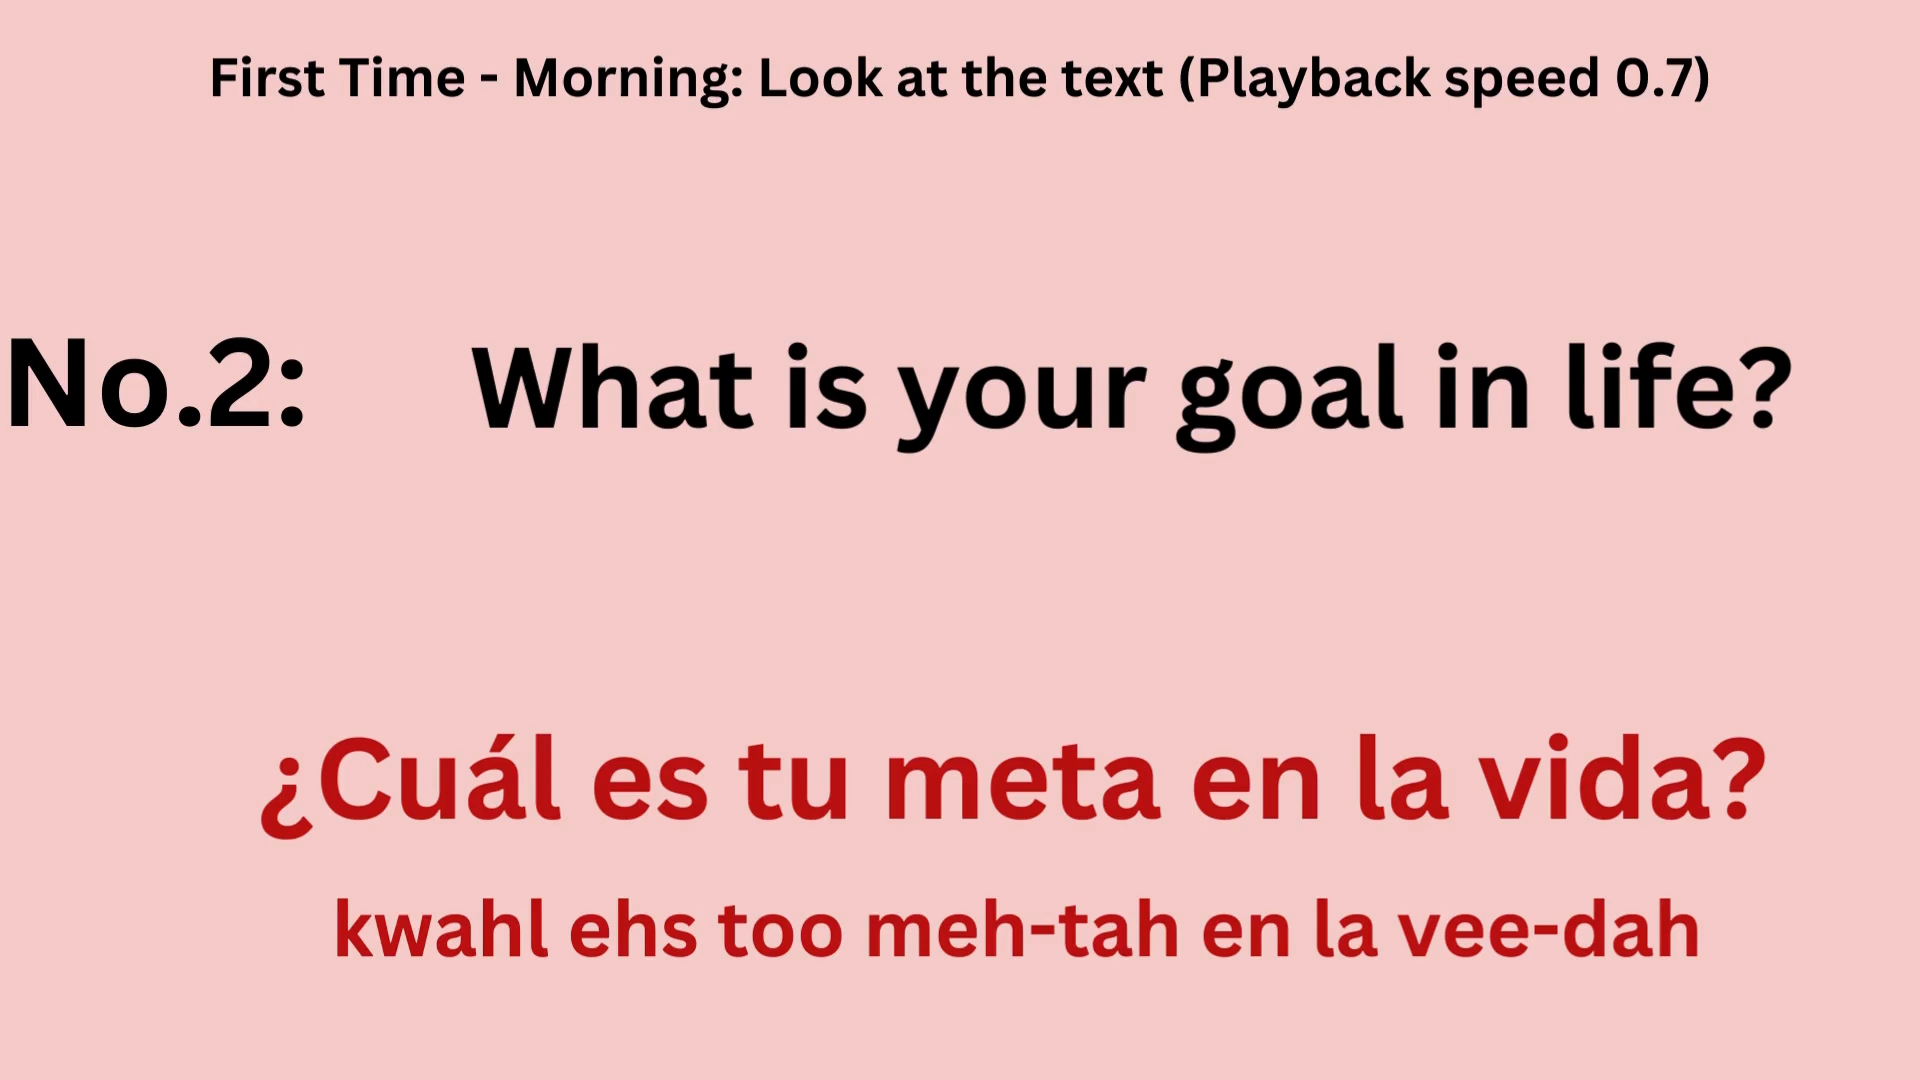 First Time - Morning: Look at the text (Playback speed 0.7)
No.2: What is your goal in life?
¿Cuál es tu meta en la vida?
kwahl ehs too meh-tah en la vee-dah